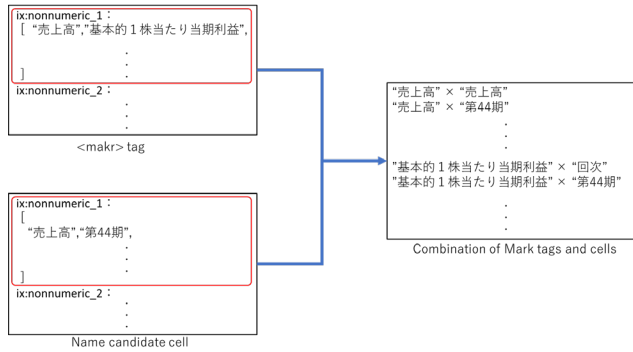 ix:nonnumeric_1：
[ “売上高”,”基本的１株当たり当期利益”,
.
.
.
]
ix:nonnumeric_2：
.
.
.
<makr> tag
ix:nonnumeric_1：
[
“売上高”,“第44期”,
.
.
.
]
ix:nonnumeric_2：
.
.
.
Name candidate cell
“売上高” × “売上高”
“売上高” × “第44期”
.
.
.
”基本的１株当たり当期利益” × “回次”
”基本的１株当たり当期利益” × “第44期”
.
.
.
Combination of Mark tags and cells